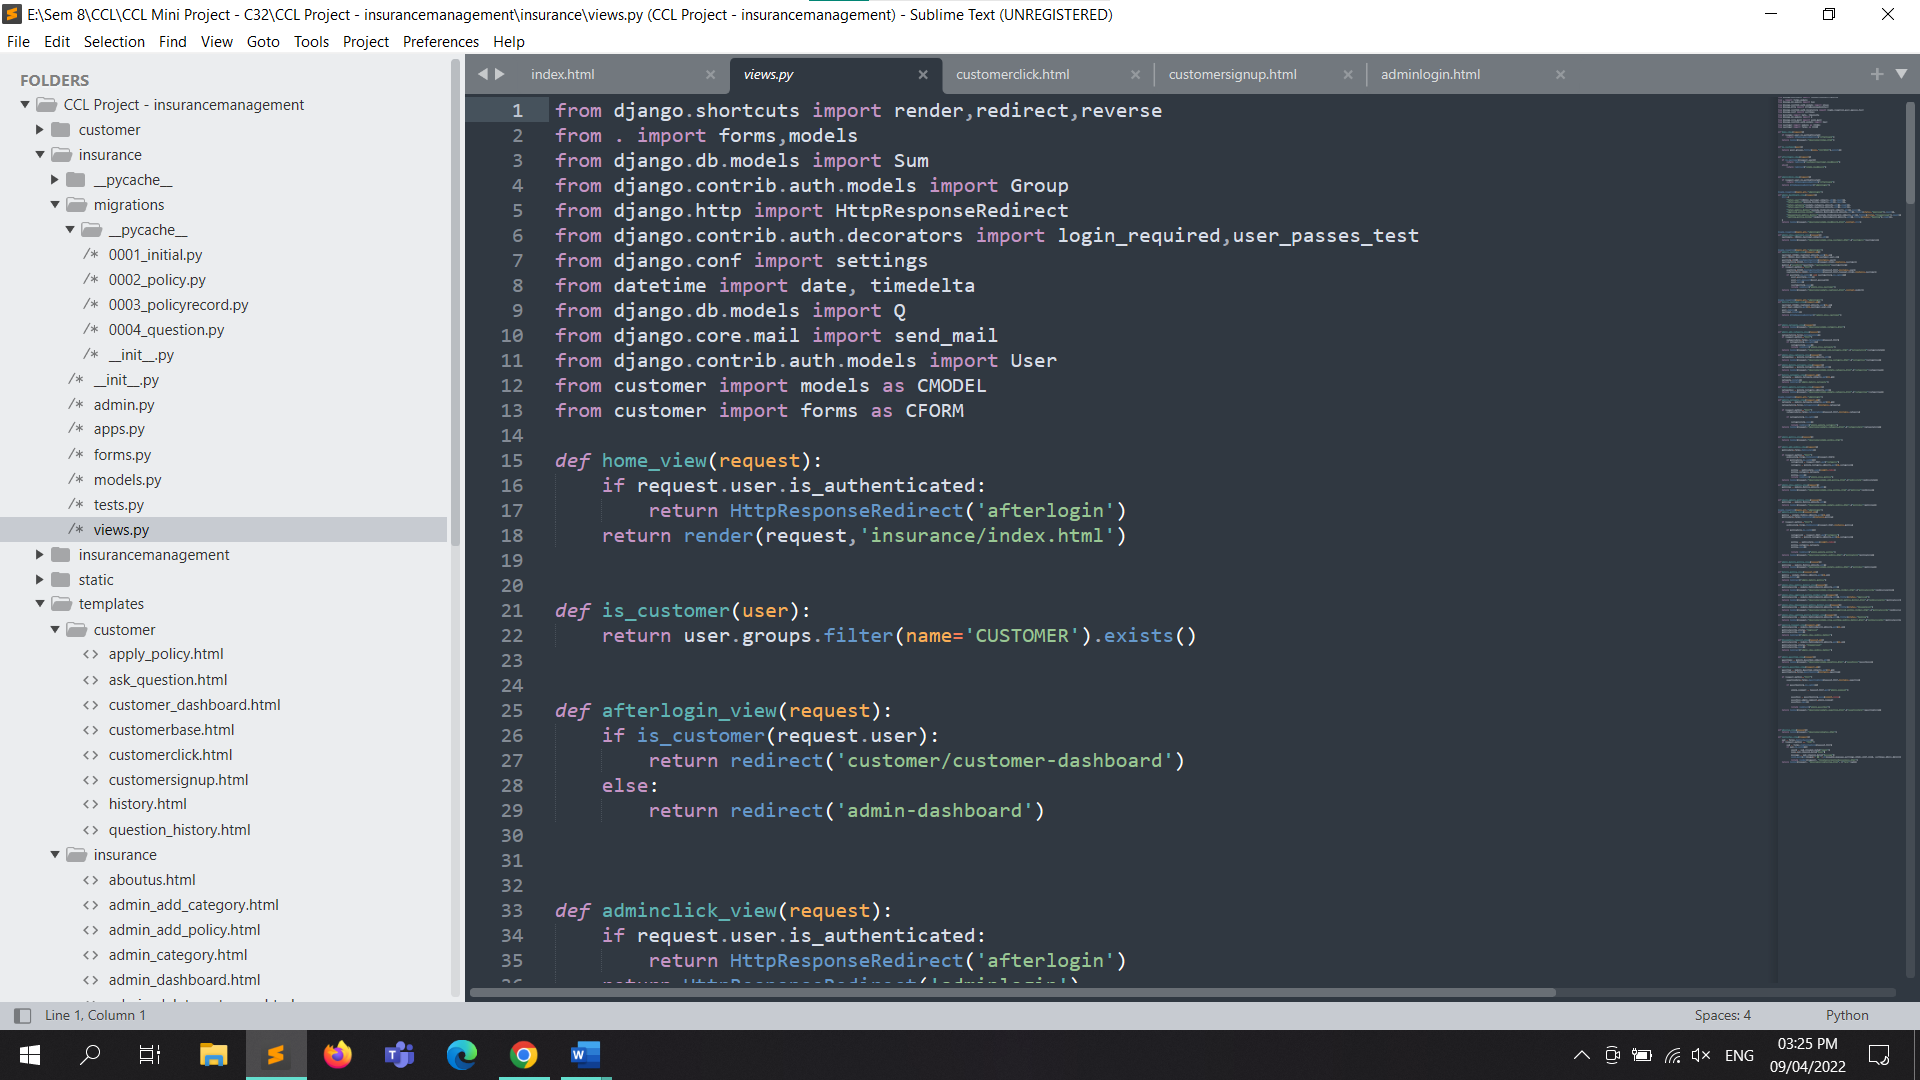 E:\Sem 8\CCL\CCL Mini Project - C32\CCL Project - insurancemanagement\insurance\views.py (CCL Project - insurancemanagement) - Sublime Text (UNREGISTERED)
File Edit Selection Find View Goto Tools Project Preferences Help
FOLDERS
CCL Project - insurancemanagement
customer
insurance
__pycache__
migrations
__pycache__
/* 0001_initial.py
/* 0002_policy.py
/* 0003_policyrecord.py
/* 0004_question.py
/* __init__.py
/* __init__.py
/* admin.py
/* apps.py
/* forms.py
/* models.py
/* tests.py
/* views.py
insurancemanagement
static
templates
customer
<> apply_policy.html
<> ask_question.html
<> customer_dashboard.html
<> customerbase.html
<> customerclick.html
<> customersignup.html
<> history.html
<> question_history.html
insurance
<> aboutus.html
<> admin_add_category.html
<> admin_add_policy.html
<> admin_category.html
<> admin_dashboard.html
index.html views.py customerclick.html customersignup.html adminlogin.html
1 from django.shortcuts import render,redirect,reverse
2 from . import forms,models
3 from django.db.models import Sum
4 from django.contrib.auth.models import Group
5 from django.http import HttpResponseRedirect
6 from django.contrib.auth.decorators import login_required,user_passes_test
7 from django.conf import settings
8 from datetime import date, timedelta
9 from django.db.models import Q
10 from django.core.mail import send_mail
11 from django.contrib.auth.models import User
12 from customer import models as CMODEL
13 from customer import forms as CFORM
14
15 def home_view(request):
16 if request.user.is_authenticated:
17 return HttpResponseRedirect('afterlogin')
18 return render(request,'insurance/index.html')
19
20
21 def is_customer(user):
22 return user.groups.filter(name='CUSTOMER').exists()
23
24
25 def afterlogin_view(request):
26 if is_customer(request.user):
27 return redirect('customer/customer-dashboard')
28 else:
29 return redirect('admin-dashboard')
30
31
32
33 def adminclick_view(request):
34 if request.user.is_authenticated:
35 return HttpResponseRedirect('afterlogin')
36 return HttpResponseRedirect('adminlogin')
Line 1, Column 1
Spaces: 4 Python
ENG
03:25 PM
09/04/2022